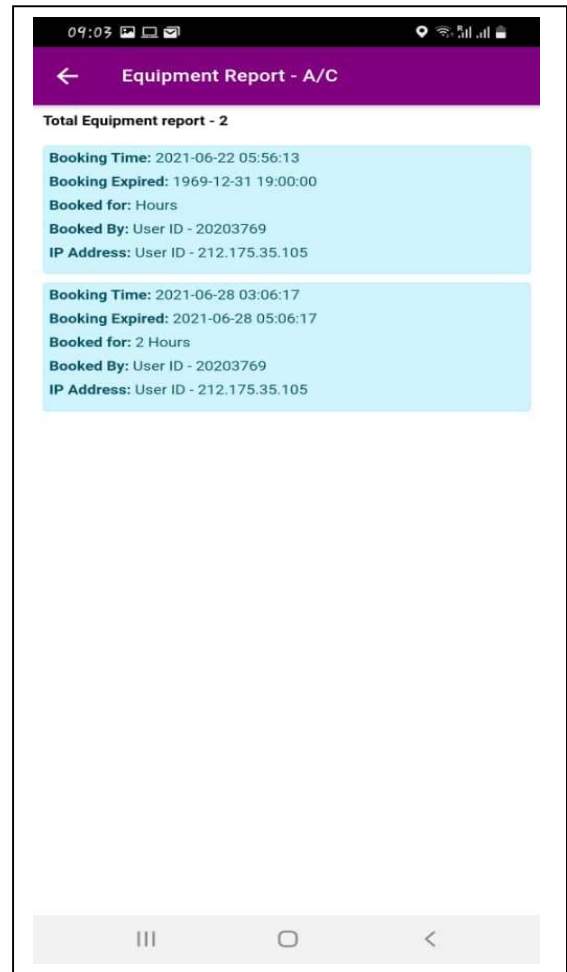 09:03
Equipment Report - A/C
Total Equipment report - 2
Booking Time: 2021-06-22 05:56:13
Booking Expired: 1969-12-31 19:00:00
Booked for: Hours
Booked By: User ID - 20203769
IP Address: User ID - 212.175.35.105
Booking Time: 2021-06-28 03:06:17
Booking Expired: 2021-06-28 05:06:17
Booked for: 2 Hours
Booked By: User ID - 20203769
IP Address: User ID - 212.175.35.105